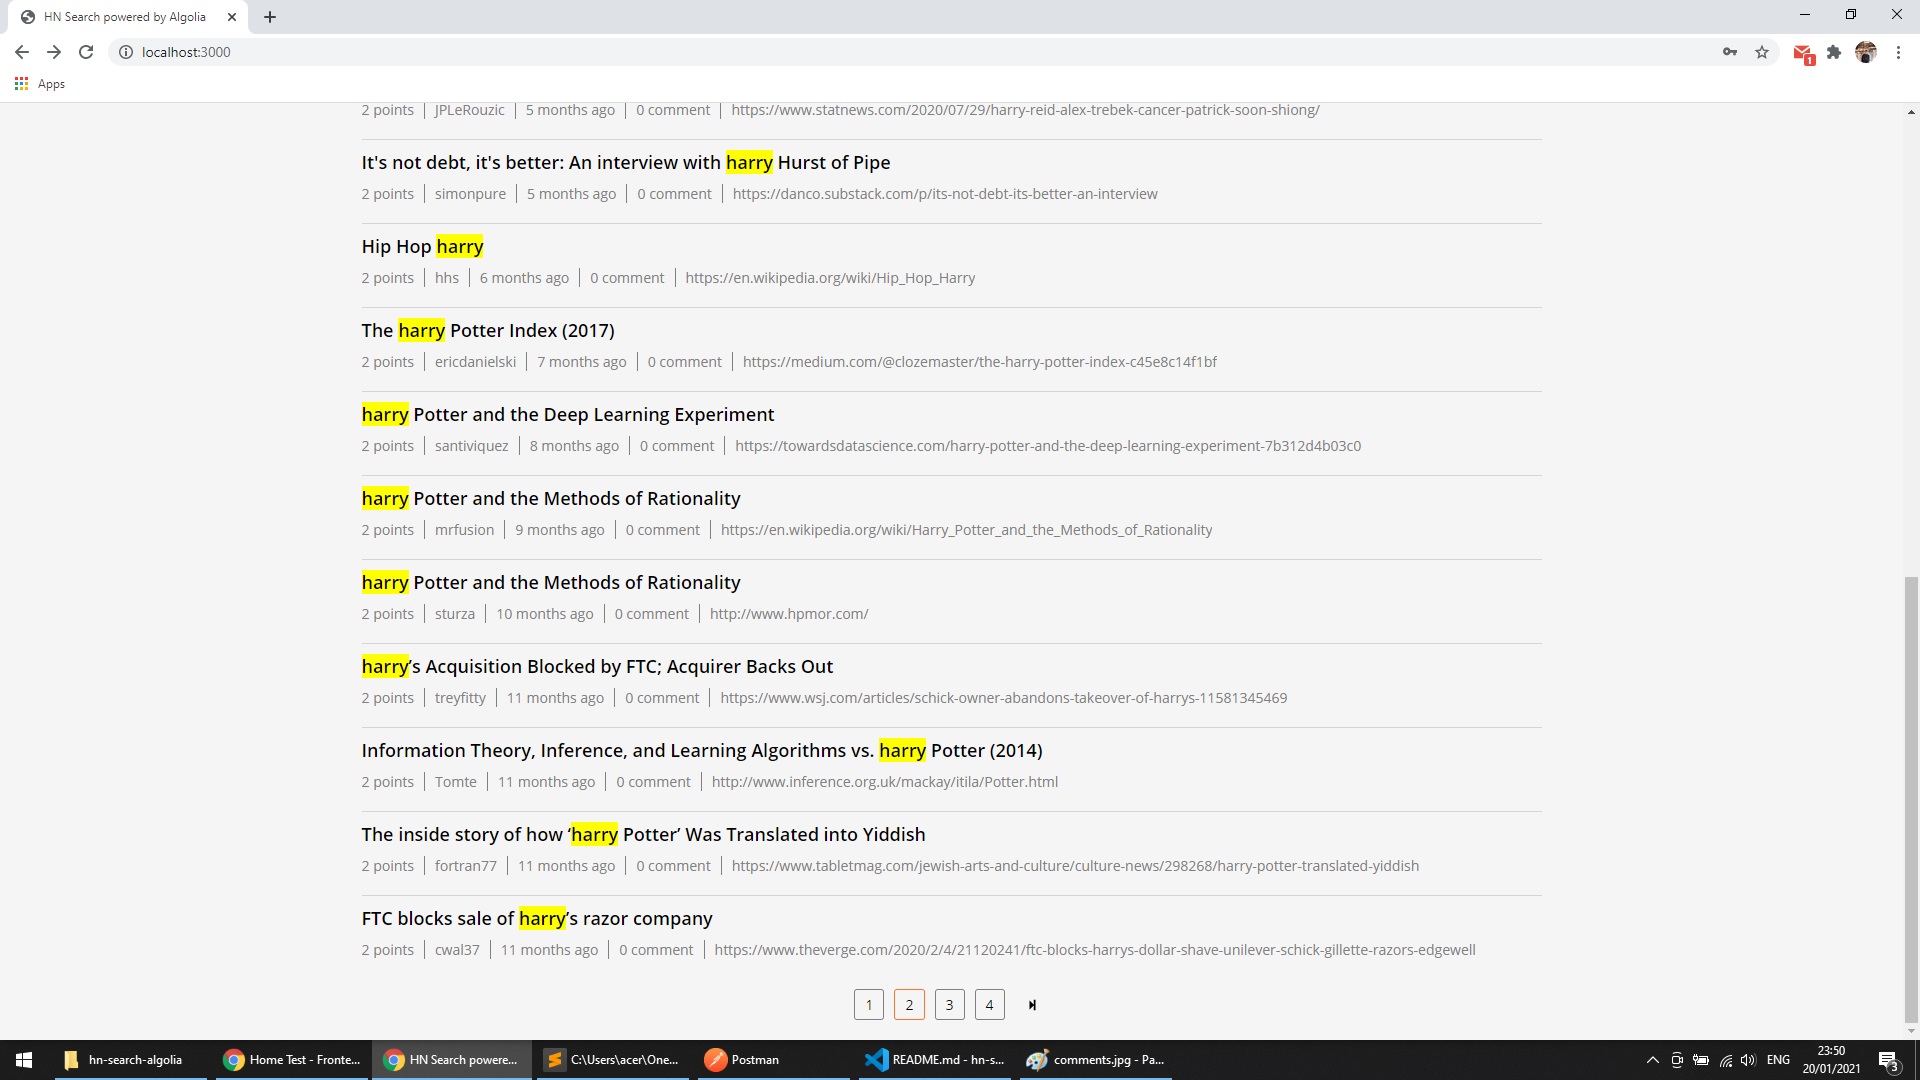 HN Search powered by Algolia
localhost:3000
1
Apps
2 points JPLeRouzic 5 months ago 0 comment https://www.statnews.com/2020/07/29/harry-reid-alex-trebek-cancer-patrick-soon-shiong/
It's not debt, it's better: An interview with harry Hurst of Pipe
2 points simonpure 5 months ago 0 comment https://danco.substack.com/p/its-not-debt-its-better-an-interview
Hip Hop harry
2 points hhs 6 months ago 0 comment https://en.wikipedia.org/wiki/Hip_Hop_Harry
The harry Potter Index (2017)
2 points ericdanielski 7 months ago 0 comment https://medium.com/@clozemaster/the-harry-potter-index-c45e8c14f1bf
harry Potter and the Deep Learning Experiment
2 points santiviquez 8 months ago 0 comment https://towardsdatascience.com/harry-potter-and-the-deep-learning-experiment-7b312d4b03c0
harry Potter and the Methods of Rationality
2 points mrfusion 9 months ago 0 comment https://en.wikipedia.org/wiki/Harry_Potter_and_the_Methods_of_Rationality
harry Potter and the Methods of Rationality
2 points sturza 10 months ago 0 comment http://www.hpmor.com/
harry’s Acquisition Blocked by FTC; Acquirer Backs Out
2 points treyfitty 11 months ago 0 comment https://www.wsj.com/articles/schick-owner-abandons-takeover-of-harrys-11581345469
Information Theory, Inference, and Learning Algorithms vs. harry Potter (2014)
2 points Tomte 11 months ago 0 comment http://www.inference.org.uk/mackay/itila/Potter.html
The inside story of how ‘harry Potter’ Was Translated into Yiddish
2 points fortran77 11 months ago 0 comment https://www.tabletmag.com/jewish-arts-and-culture/culture-news/298268/harry-potter-translated-yiddish
FTC blocks sale of harry’s razor company
2 points cwal37 11 months ago 0 comment https://www.theverge.com/2020/2/4/21120241/ftc-blocks-harrys-dollar-shave-unilever-schick-gillette-razors-edgewell
1 2 3 4
hn-search-algolia Home Test - Fronte... HN Search powere... C:\Users\acer\One... Postman README.md - hn-s... comments.jpg - Pa... ENG
23:50
20/01/2021
3